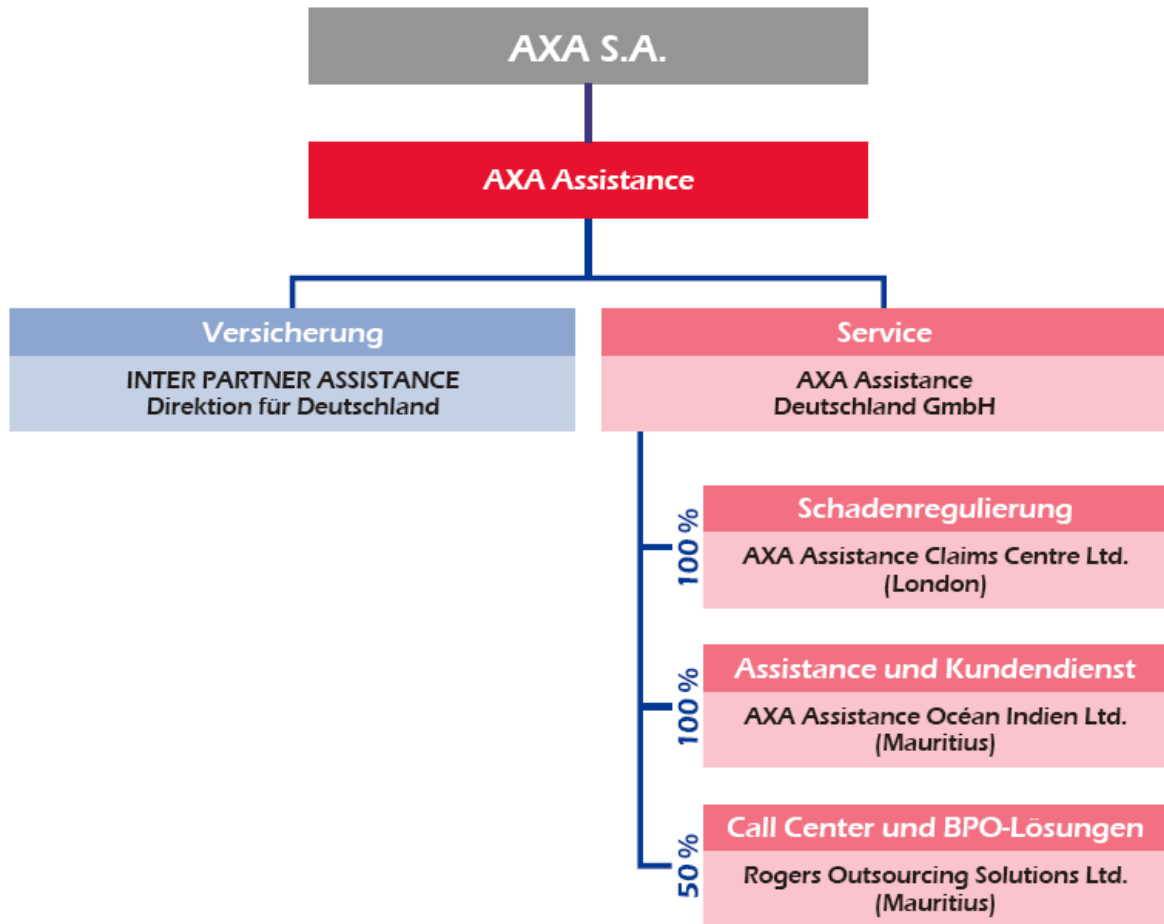 AXA S.A.
AXA Assistance
Versicherung
INTER PARTNER ASSISTANCE
Direktion für Deutschland
Service
AXA Assistance
Deutschland GmbH
100 %
Schadenregulierung
AXA Assistance Claims Centre Ltd.
(London)
100 %
Assistance und Kundendienst
AXA Assistance Océan Indien Ltd.
(Mauritius)
50 %
Call Center und BPO-Lösungen
Rogers Outsourcing Solutions Ltd.
(Mauritius)